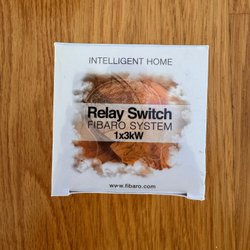 INTELLIGENT HOME
Relay Switch
FIBARO SYSTEM
1x3kW
www.fibaro.com